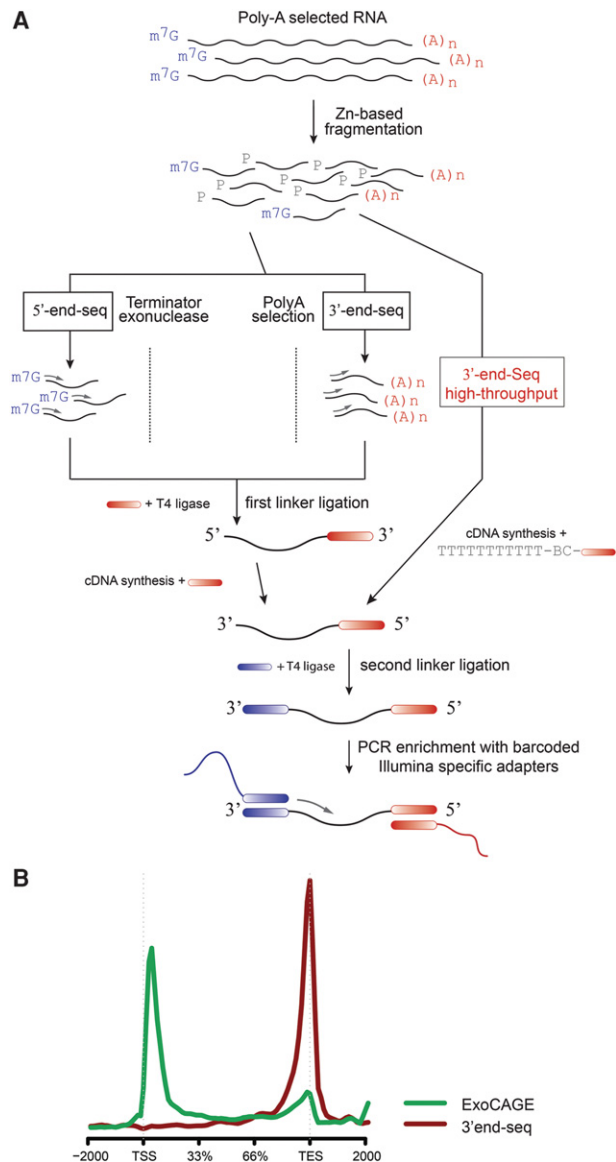 A
Poly-A selected RNA
m7G
(A)n
m7G
(A)n
m7G
(A)n
Zn-based
fragmentation
P
P
m7G
P
P
P
(A)n
P
P
P
(A)n
m7G
5'-end-seq
Terminator
exonuclease
PolyA
selection
3'-end-seq
m7G
m7G
m7G
(A)n
(A)n
(A)n
3'-end-Seq
high-throughput
+ T4 ligase
first linker ligation
5'
3'
cDNA synthesis +
cDNA synthesis +
TTTTTTTTTTT-BC-
3'
5'
+ T4 ligase
second linker ligation
3'
5'
PCR enrichment with barcoded
Illumina specific adapters
3'
5'
B
ExoCAGE
3'end-seq
−2000 TSS 33% 66% TES 2000